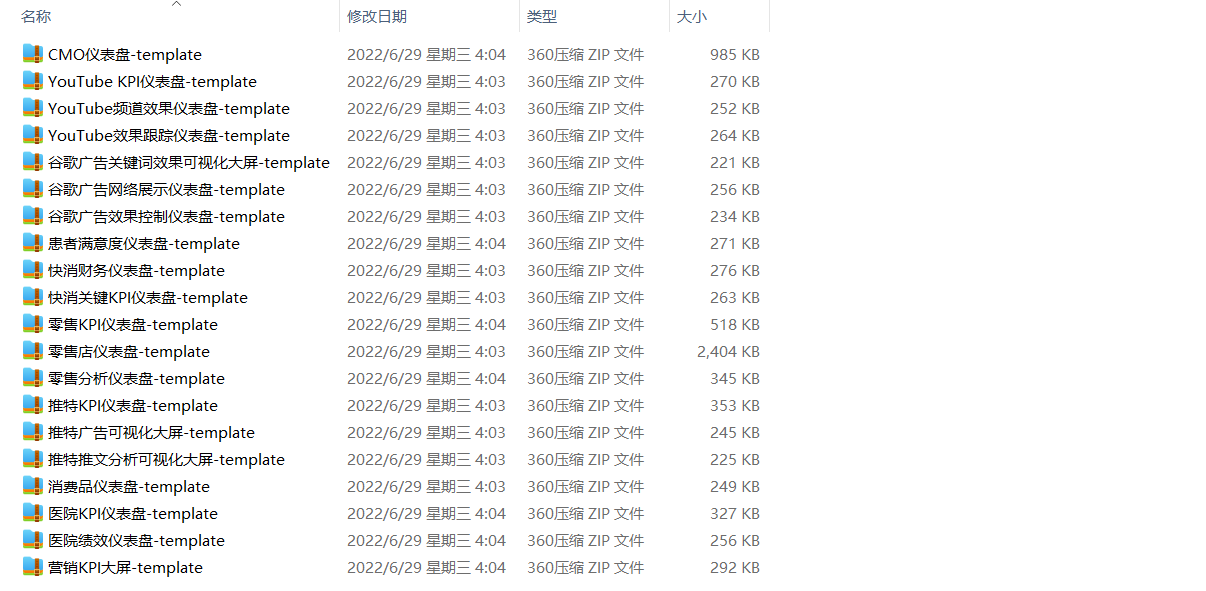 名称 修改日期 类型 大小
CMO仪表盘-template 2022/6/29 星期三 4:04 360压缩 ZIP 文件 985 KB
YouTube KPI仪表盘-template 2022/6/29 星期三 4:03 360压缩 ZIP 文件 270 KB
YouTube频道效果仪表盘-template 2022/6/29 星期三 4:03 360压缩 ZIP 文件 252 KB
YouTube效果跟踪仪表盘-template 2022/6/29 星期三 4:03 360压缩 ZIP 文件 264 KB
谷歌广告关键词效果可视化大屏-template 2022/6/29 星期三 4:03 360压缩 ZIP 文件 221 KB
谷歌广告网络展示仪表盘-template 2022/6/29 星期三 4:03 360压缩 ZIP 文件 256 KB
谷歌广告效果控制仪表盘-template 2022/6/29 星期三 4:03 360压缩 ZIP 文件 234 KB
患者满意度仪表盘-template 2022/6/29 星期三 4:04 360压缩 ZIP 文件 271 KB
快消财务仪表盘-template 2022/6/29 星期三 4:03 360压缩 ZIP 文件 276 KB
快消关键KPI仪表盘-template 2022/6/29 星期三 4:03 360压缩 ZIP 文件 263 KB
零售KPI仪表盘-template 2022/6/29 星期三 4:04 360压缩 ZIP 文件 518 KB
零售店仪表盘-template 2022/6/29 星期三 4:03 360压缩 ZIP 文件 2,404 KB
零售分析仪表盘-template 2022/6/29 星期三 4:04 360压缩 ZIP 文件 345 KB
推特KPI仪表盘-template 2022/6/29 星期三 4:03 360压缩 ZIP 文件 353 KB
推特广告可视化大屏-template 2022/6/29 星期三 4:03 360压缩 ZIP 文件 245 KB
推特推文分析可视化大屏-template 2022/6/29 星期三 4:03 360压缩 ZIP 文件 225 KB
消费品仪表盘-template 2022/6/29 星期三 4:03 360压缩 ZIP 文件 249 KB
医院KPI仪表盘-template 2022/6/29 星期三 4:04 360压缩 ZIP 文件 327 KB
医院绩效仪表盘-template 2022/6/29 星期三 4:04 360压缩 ZIP 文件 256 KB
营销KPI大屏-template 2022/6/29 星期三 4:04 360压缩 ZIP 文件 292 KB